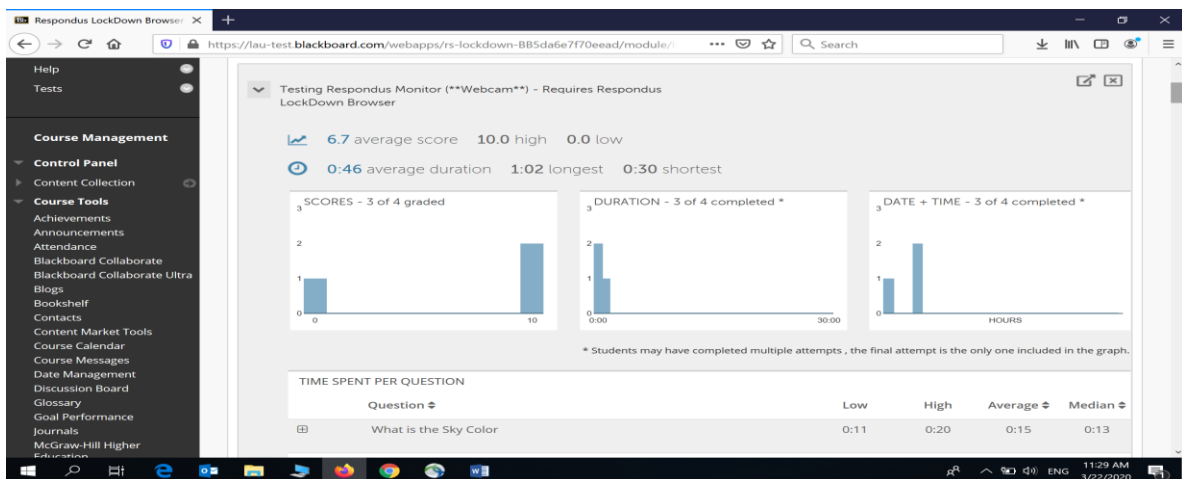 Respondus LockDown Browser
https://lau-test.blackboard.com/webapps/rs-lockdown-BB5da6e7f70eead/module/
Search
Help
Tests
Course Management
Control Panel
Content Collection
Course Tools
Achievements
Announcements
Attendance
Blackboard Collaborate
Blackboard Collaborate Ultra
Blogs
Bookshelf
Contacts
Content Market Tools
Course Calendar
Course Messages
Date Management
Discussion Board
Glossary
Goal Performance
Journals
McGraw-Hill Higher
Education
Testing Respondus Monitor (**Webcam**) - Requires Respondus
LockDown Browser
6.7 average score 10.0 high 0.0 low
0:46 average duration 1:02 longest 0:30 shortest
SCORES - 3 of 4 graded
3
2
1
0
0 10
DURATION - 3 of 4 completed *
3
2
1
0
0:00 30:00
DATE + TIME - 3 of 4 completed *
3
2
1
0
HOURS
* Students may have completed multiple attempts , the final attempt is the only one included in the graph.
TIME SPENT PER QUESTION
Question Low High Average Median
What is the Sky Color 0:11 0:20 0:15 0:13
ENG
11:29 AM
3/22/2020